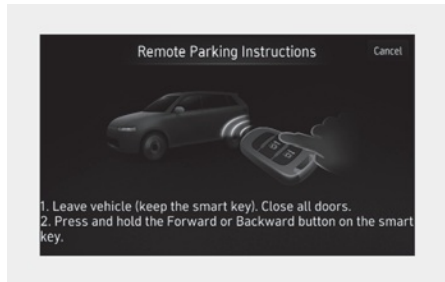 Remote Parking Instructions
Cancel
1. Leave vehicle (keep the smart key). Close all doors.
2. Press and hold the Forward or Backward button on the smart
key.